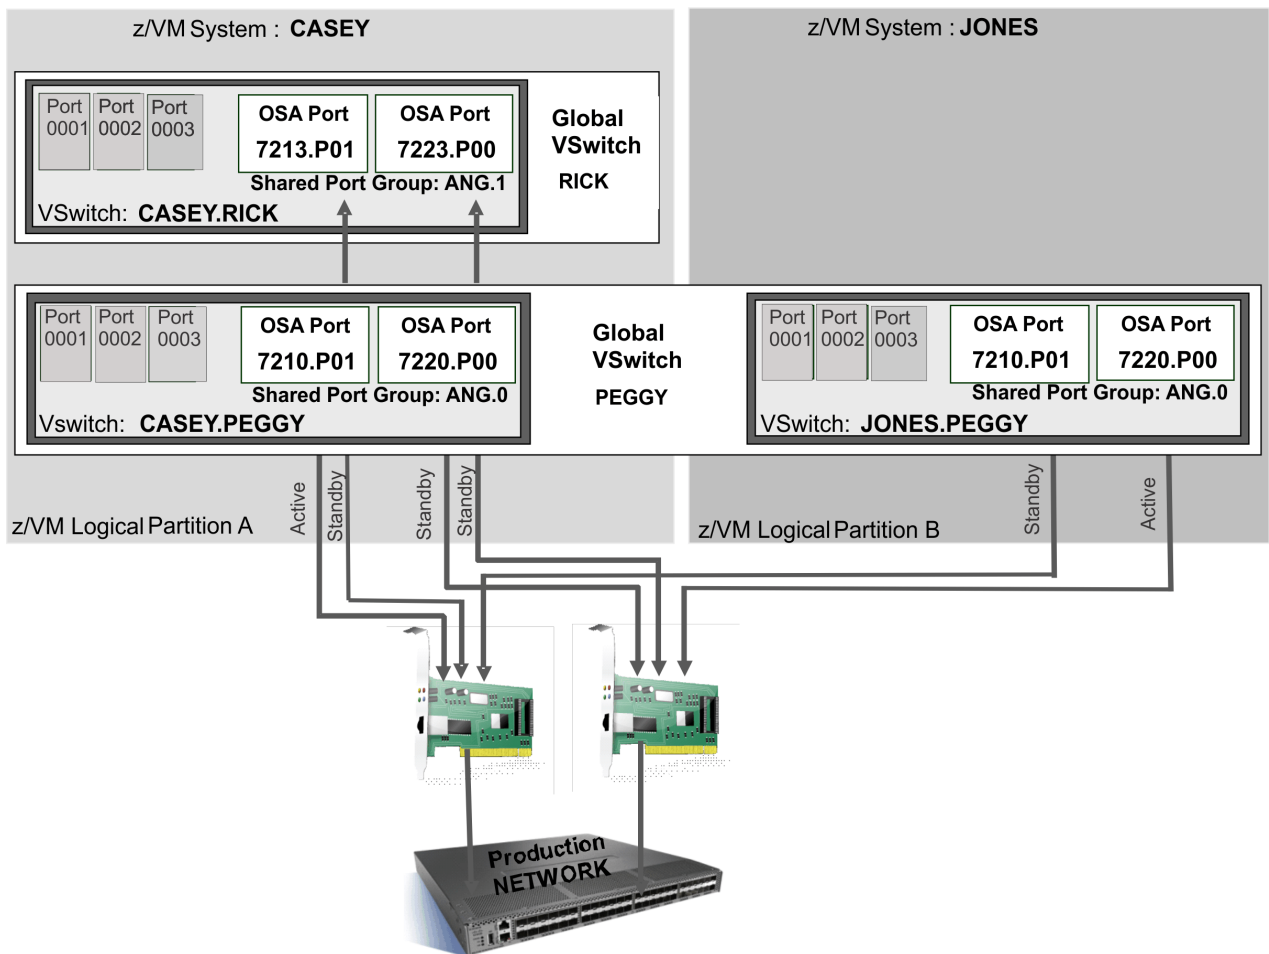 z/VM System : CASEY
z/VM System : JONES
Port 0001
Port 0002
Port 0003
OSA Port
7213.P01
OSA Port
7223.P00
Shared Port Group: ANG.1
VSwitch: CASEY.RICK
Global
VSwitch
RICK
Port 0001
Port 0002
Port 0003
OSA Port
7210.P01
OSA Port
7220.P00
Shared Port Group: ANG.0
Vswitch: CASEY.PEGGY
Global
VSwitch
PEGGY
Port 0001
Port 0002
Port 0003
OSA Port
7210.P01
OSA Port
7220.P00
Shared Port Group: ANG.0
VSwitch: JONES.PEGGY
Active
Standby
Standby
Standby
Standby
Active
z/VM Logical Partition A
z/VM Logical Partition B
Production
NETWORK